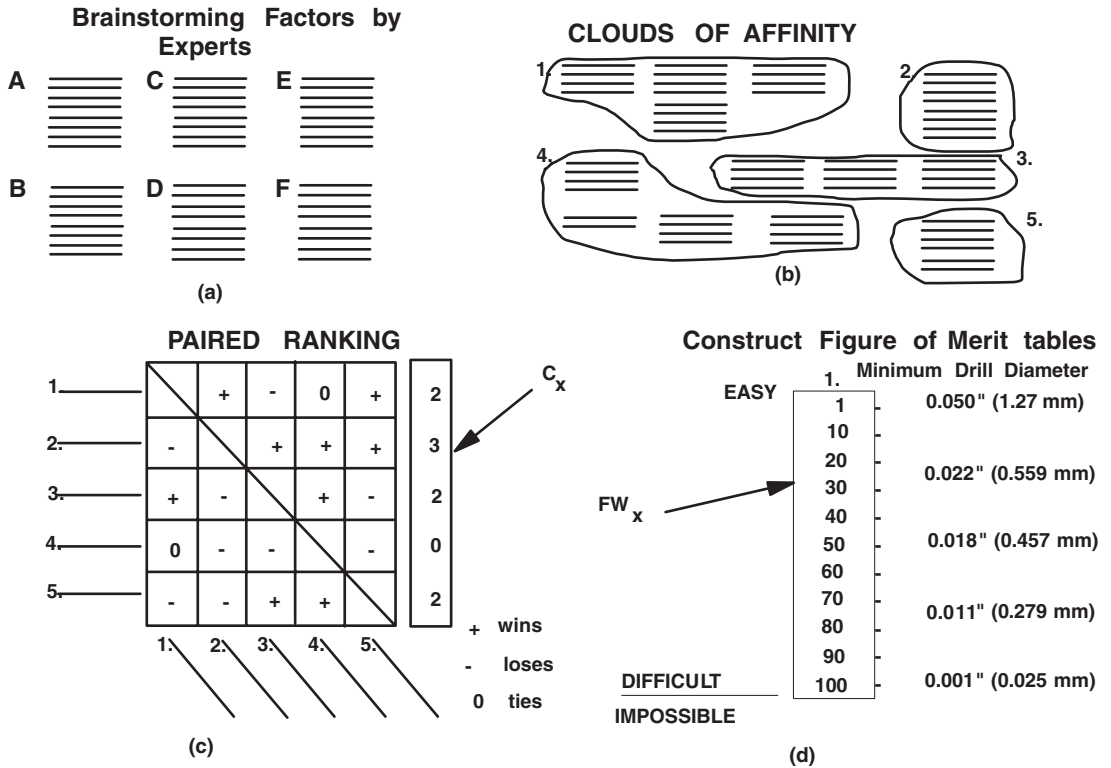 Brainstorming Factors by
Experts
A C E
B D F
(a)
CLOUDS OF AFFINITY
1. 2.
4. 3.
5.
(b)
PAIRED RANKING
1. + - 0 + 2
2. - + + + 3
3. + - + - 2
4. 0 - - - 0
5. - - + + 2
1. 2. 3. 4. 5.
Cx
+ wins
- loses
0 ties
(c)
Construct Figure of Merit tables
1. Minimum Drill Diameter
EASY
1 0.050" (1.27 mm)
10
20 0.022" (0.559 mm)
30
FWx
40
50 0.018" (0.457 mm)
60
70 0.011" (0.279 mm)
80
90
100 0.001" (0.025 mm)
DIFFICULT
IMPOSSIBLE
(d)